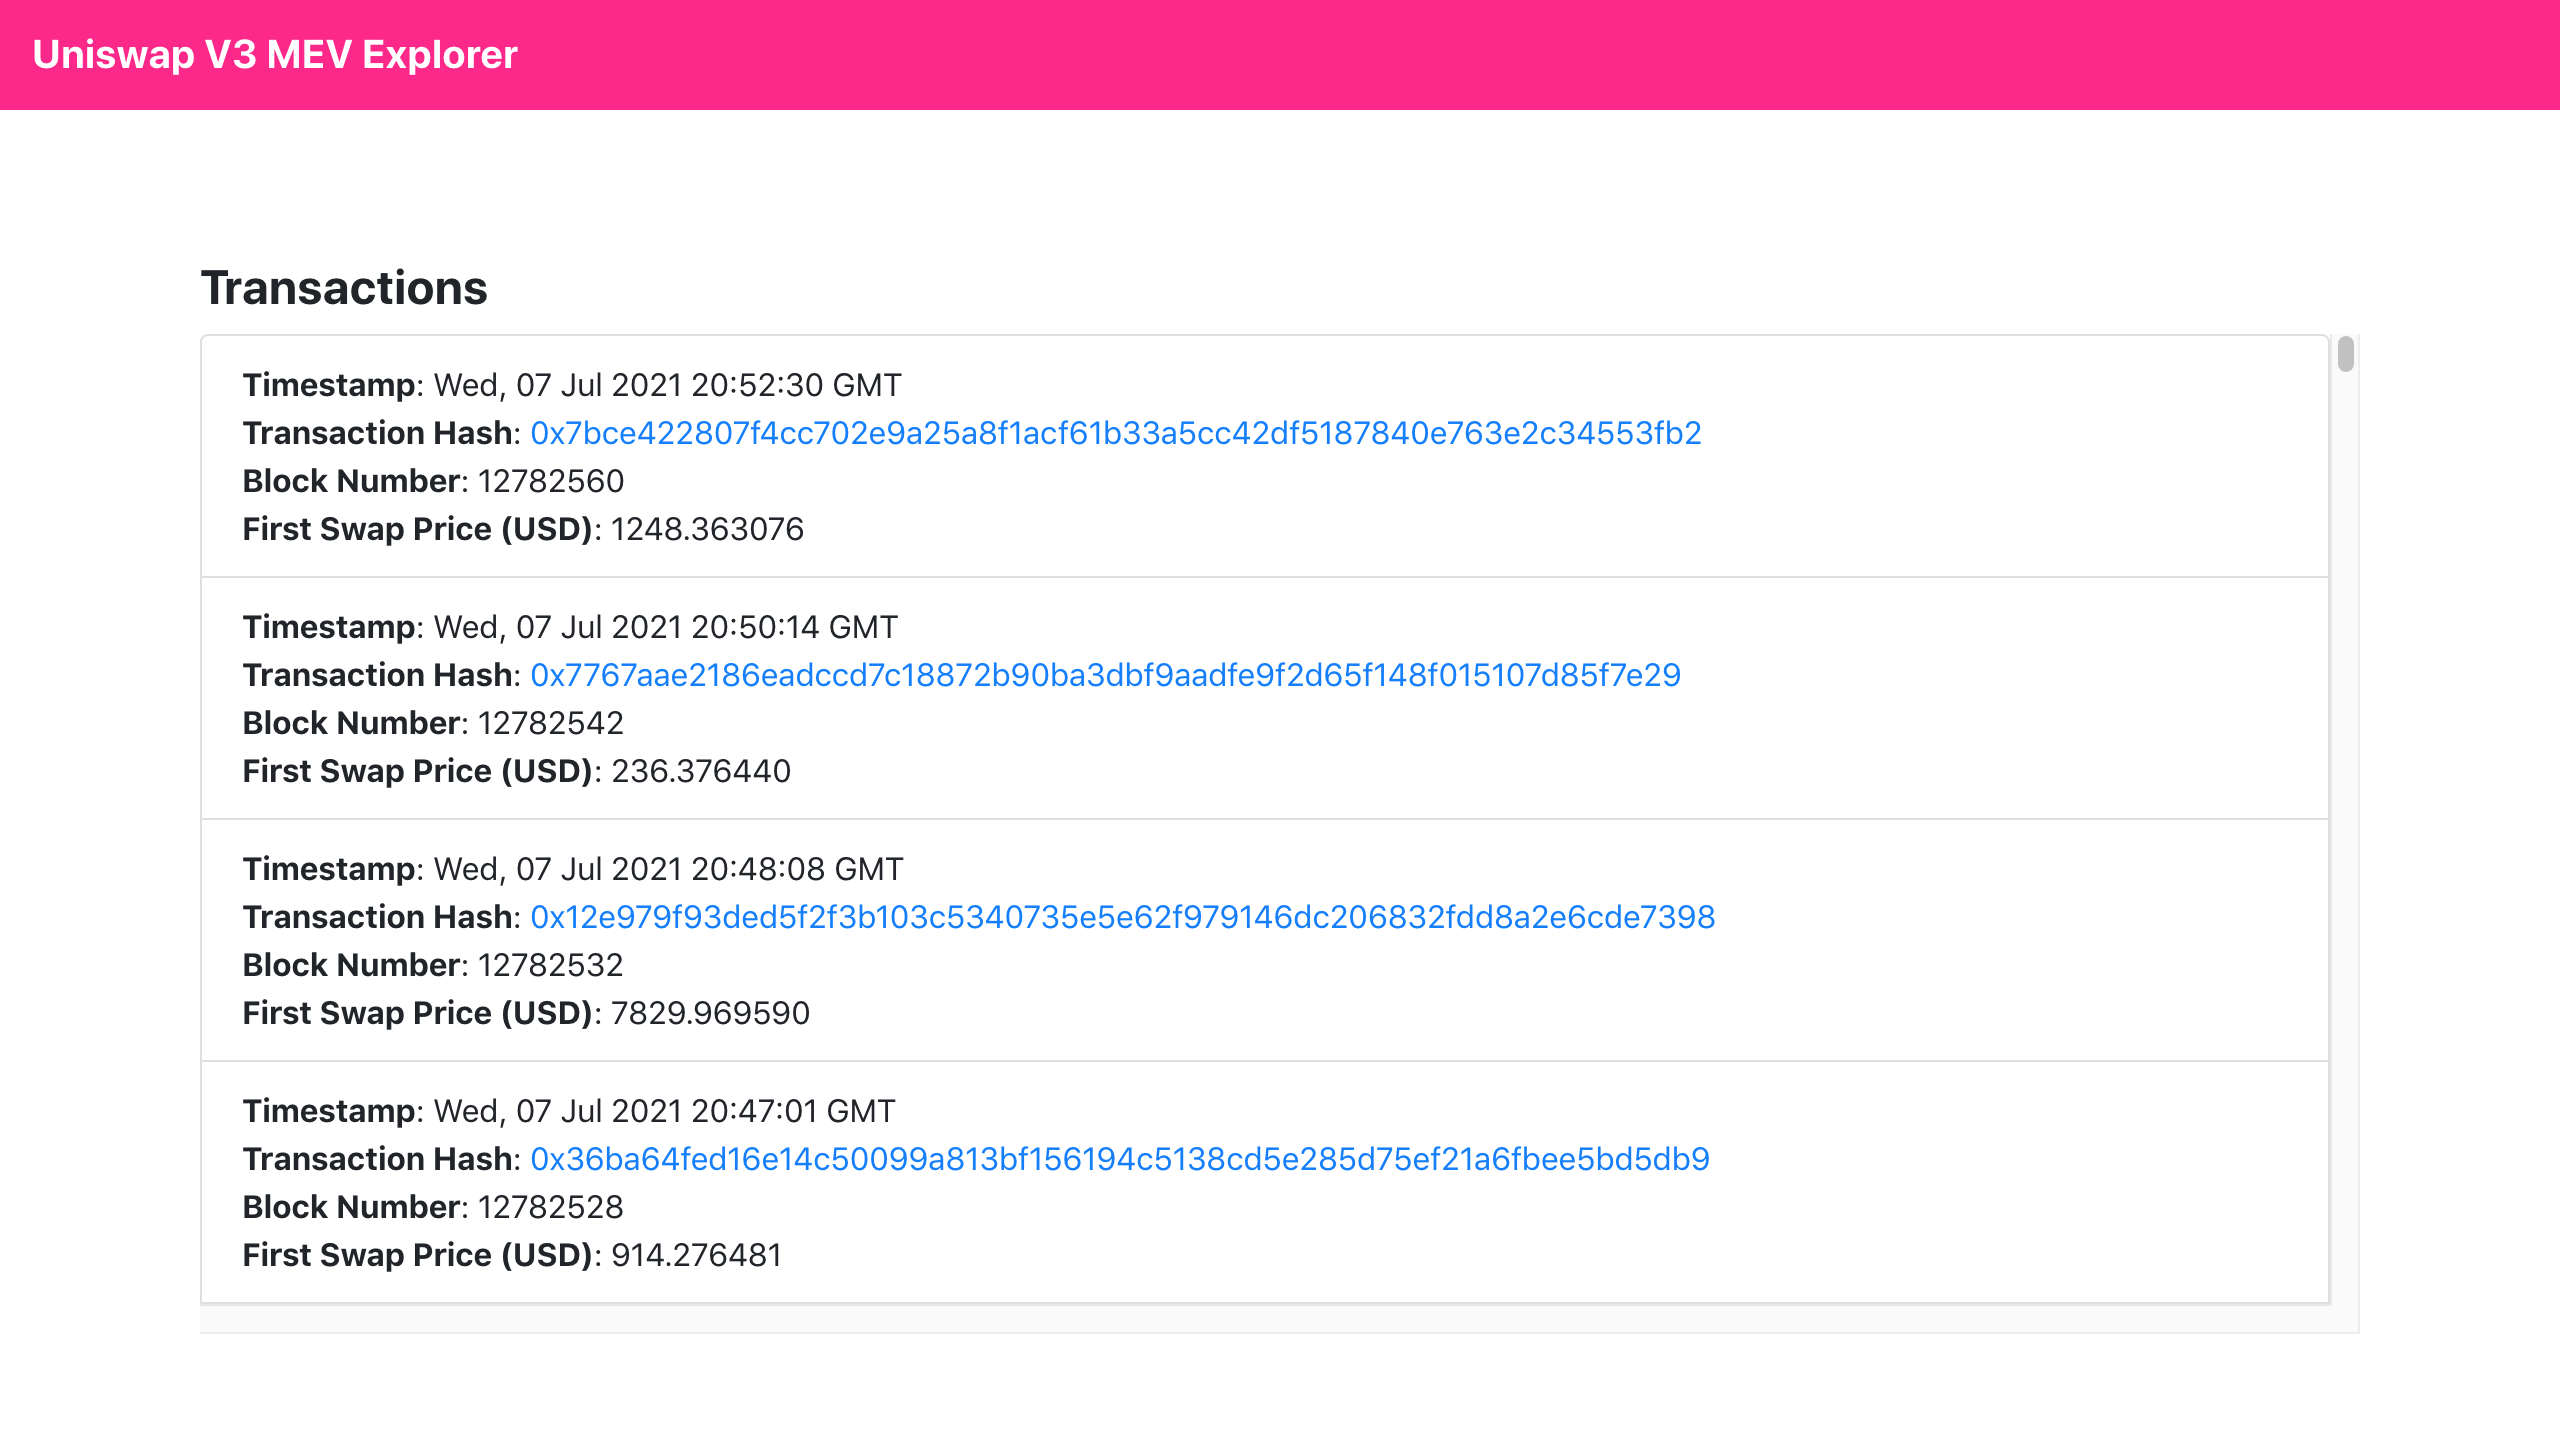 Uniswap V3 MEV Explorer
Transactions
Timestamp: Wed, 07 Jul 2021 20:52:30 GMT
Transaction Hash: 0x7bce422807f4cc702e9a25a8f1acf61b33a5cc42df5187840e763e2c34553fb2
Block Number: 12782560
First Swap Price (USD): 1248.363076
Timestamp: Wed, 07 Jul 2021 20:50:14 GMT
Transaction Hash: 0x7767aae2186eadccd7c18872b90ba3dbf9aadfe9f2d65f148f015107d85f7e29
Block Number: 12782542
First Swap Price (USD): 236.376440
Timestamp: Wed, 07 Jul 2021 20:48:08 GMT
Transaction Hash: 0x12e979f93ded5f2f3b103c5340735e5e62f979146dc206832fdd8a2e6cde7398
Block Number: 12782532
First Swap Price (USD): 7829.969590
Timestamp: Wed, 07 Jul 2021 20:47:01 GMT
Transaction Hash: 0x36ba64fed16e14c50099a813bf156194c5138cd5e285d75ef21a6fbee5bd5db9
Block Number: 12782528
First Swap Price (USD): 914.276481